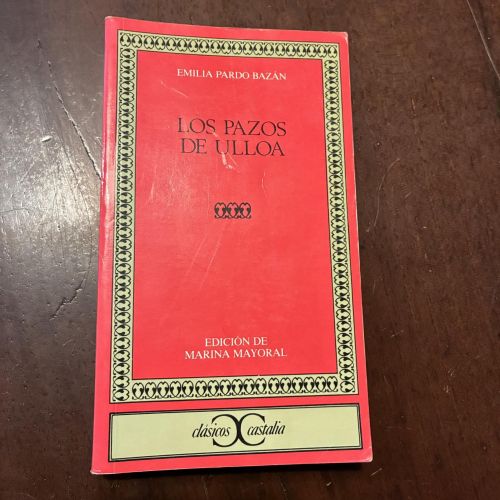 EMILIA PARDO BAZÁN
LOS PAZOS
DE ULLOA
EDICIÓN DE
MARINA MAYORAL
clásicos castalia